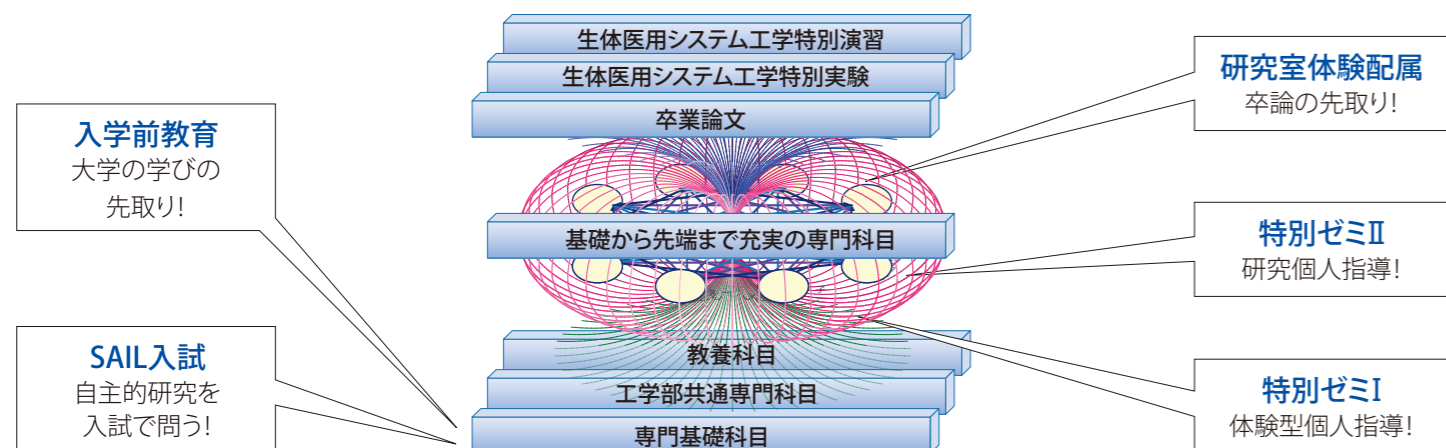 生体医用システム工学特別演習
生体医用システム工学特別実験
卒業論文
入学前教育
大学の学びの
先取り!
研究室体験配属
卒論の先取り!
基礎から先端まで充実の専門科目
特別ゼミⅡ
研究個人指導!
SAIL入試
自主的研究を
入試で問う!
教養科目
工学部共通専門科目
専門基礎科目
特別ゼミⅠ
体験型個人指導!